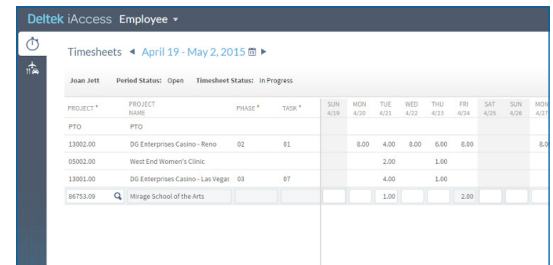 Deltek iAccess Employee
Timesheets April 19 - May 2, 2015
Joan Jett Period Status: Open Timesheet Status: In Progress
PROJECT * PROJECT NAME PHASE * TASK * SUN 4/19 MON 4/20 TUE 4/21 WED 4/22 THU 4/23 FRI 4/24 SAT 4/25 SUN 4/26 MON 4/27
PTO PTO
13002.00 DG Enterprises Casino - Reno 02 01 8.00 4.00 8.00 6.00 8.00 8.0
05002.00 West End Women's Clinic 2.00 1.00
13001.00 DG Enterprises Casino - Las Vegas 03 07 4.00 1.00
86753.09 Mirage School of the Arts 1.00 2.00